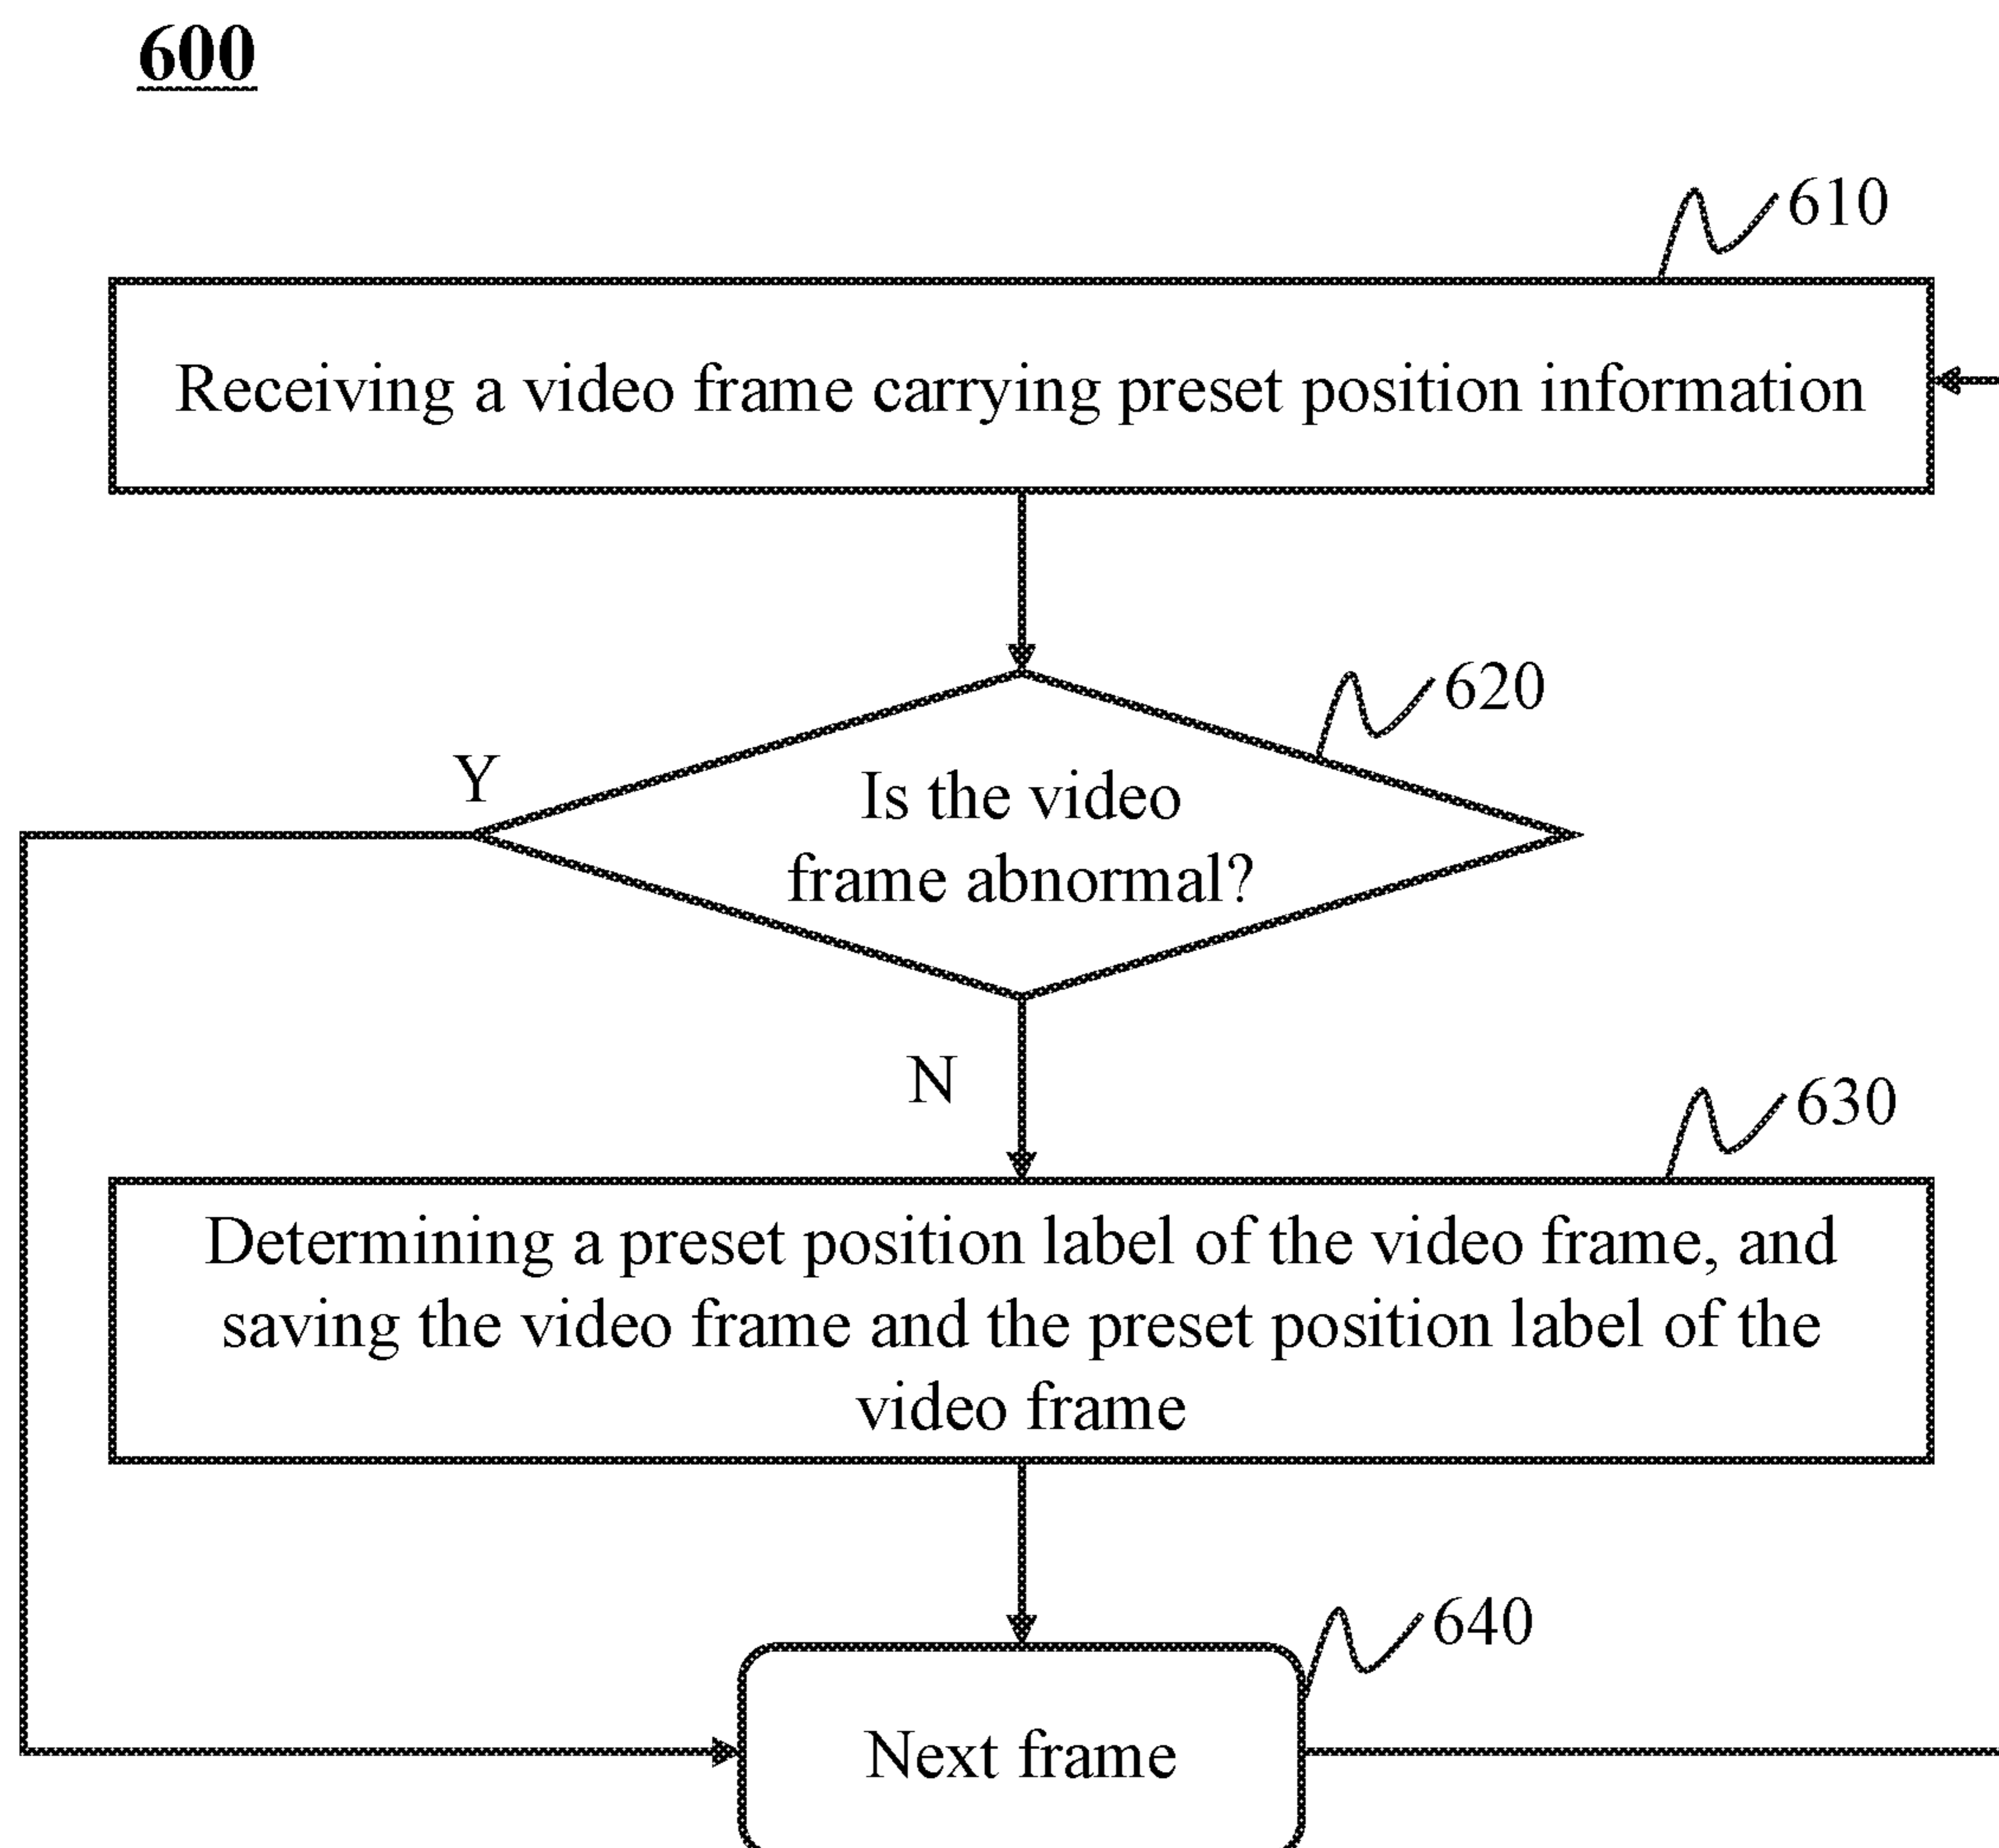 600
610
Receiving a video frame carrying preset position information
620
Y
Is the video
frame abnormal?
N
630
Determining a preset position label of the video frame, and
saving the video frame and the preset position label of the
video frame
640
Next frame